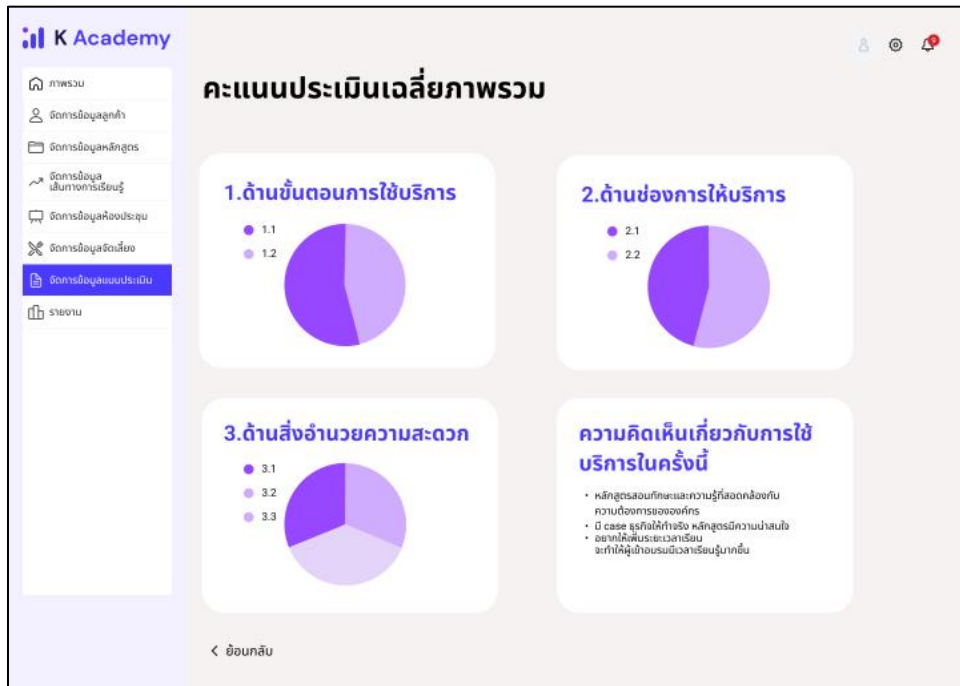 K Academy
9
ภาพรวม
จัดการข้อมูลลูกค้า
จัดการข้อมูลหลักสูตร
จัดการข้อมูล
เส้นทางการเรียนรู้
จัดการข้อมูลห้องประชุม
จัดการข้อมูลจัดเลี้ยง
จัดการข้อมูลแบบประเมิน
รายงาน
คะแนนประเมินเฉลี่ยภาพรวม
1.ด้านขั้นตอนการใช้บริการ
1.1
1.2
2.ด้านช่องการให้บริการ
2.1
2.2
3.ด้านสิ่งอำนวยความสะดวก
3.1
3.2
3.3
ความคิดเห็นเกี่ยวกับการใช้
บริการในครั้งนี้
• หลักสูตรสอนทักษะและความรู้ที่สอดคล้องกับ
ความต้องการขององค์กร
• มี case ธุรกิจให้ทำจริง หลักสูตรมีความน่าสนใจ
• อยากให้เพิ่มระยะเวลาเรียน
จะทำให้ผู้เข้าอบรมมีเวลาเรียนรู้มากขึ้น
< ย้อนกลับ